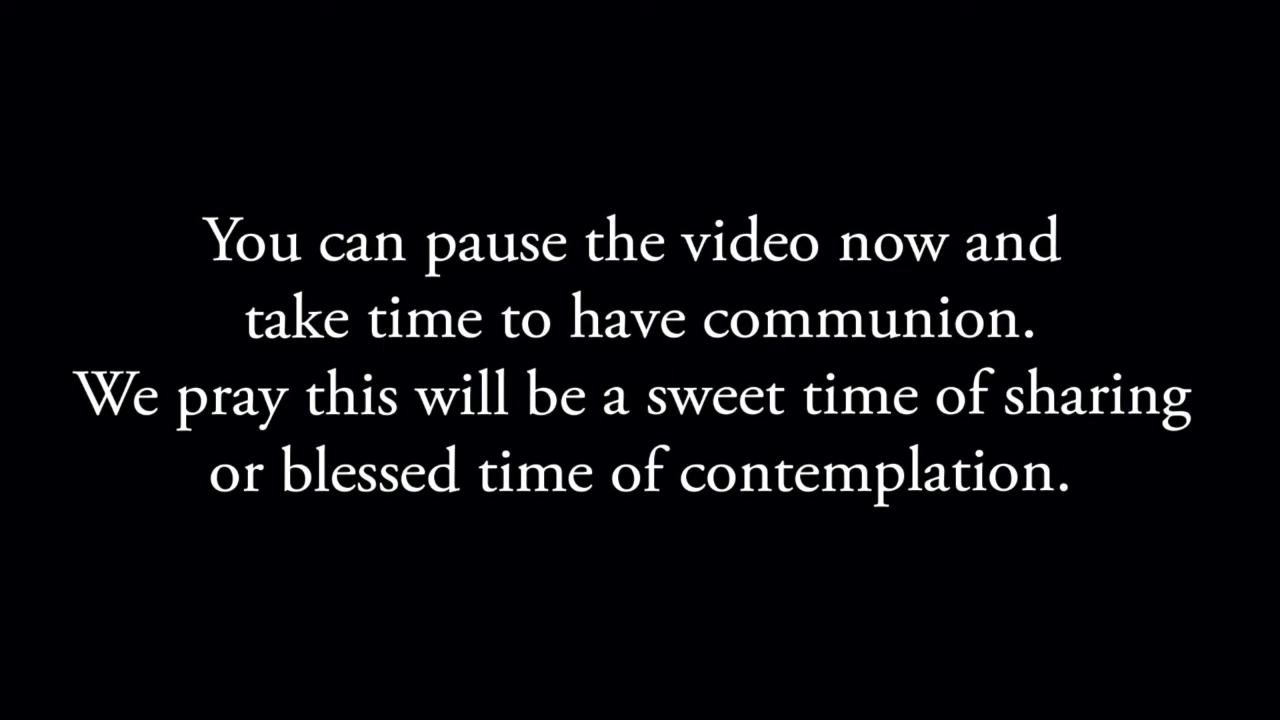 You can pause the video now and
take time to have communion.
We pray this will be a sweet time of sharing
or blessed time of contemplation.